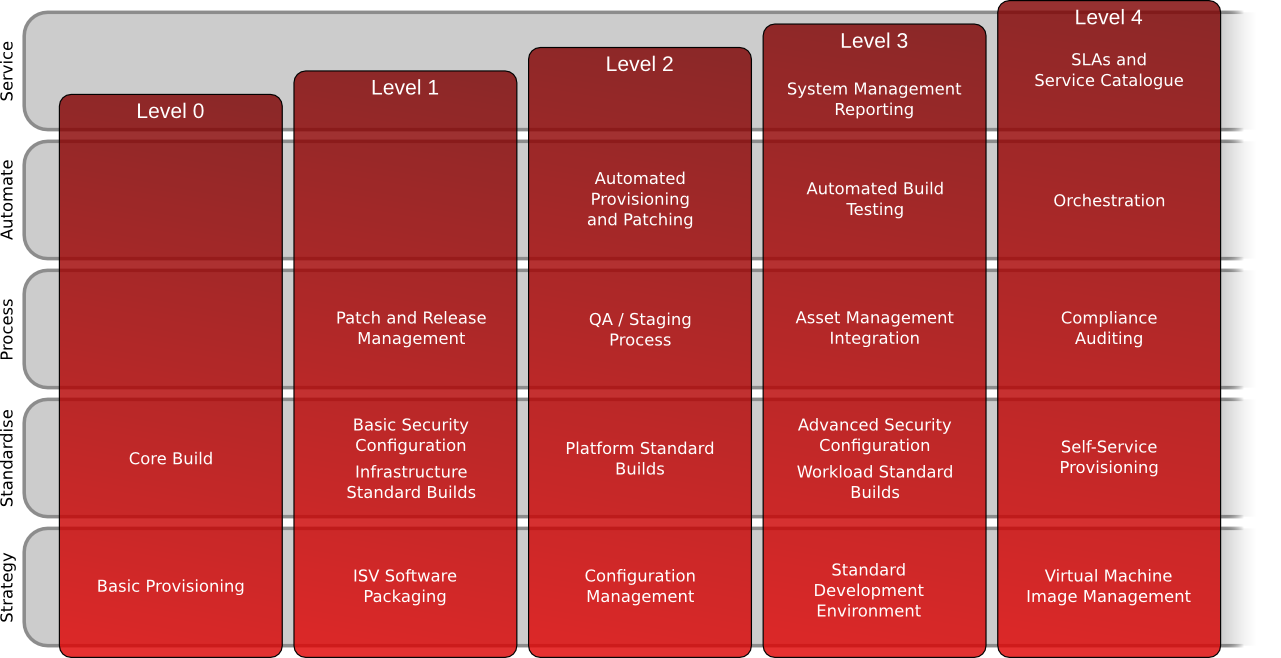 Service
Automate
Process
Standardise
Strategy
Level 0
Core Build
Basic Provisioning
Level 1
Patch and Release
Management
Basic Security
Configuration
Infrastructure
Standard Builds
ISV Software
Packaging
Level 2
Automated
Provisioning
and Patching
QA / Staging
Process
Platform Standard
Builds
Configuration
Management
Level 3
System Management
Reporting
Automated Build
Testing
Asset Management
Integration
Advanced Security
Configuration
Workload Standard
Builds
Standard
Development
Environment
Level 4
SLAs and
Service Catalogue
Orchestration
Compliance
Auditing
Self-Service
Provisioning
Virtual Machine
Image Management